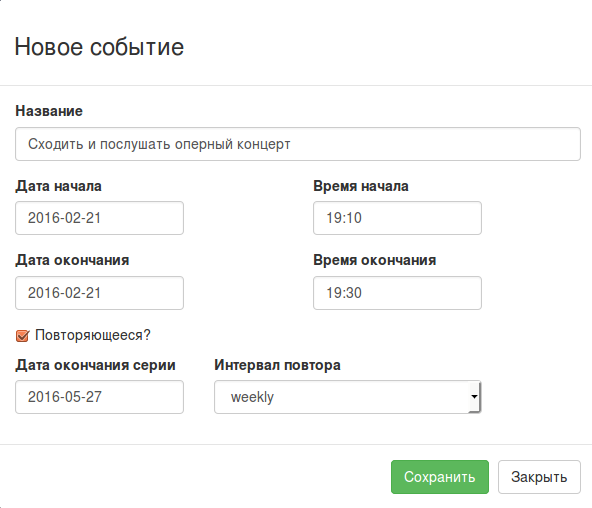 Новое событие
Название
Сходить и послушать оперный концерт
Дата начала Время начала
2016-02-21 19:10
Дата окончания Время окончания
2016-02-21 19:30
Повторяющееся?
Дата окончания серии Интервал повтора
2016-05-27 weekly
Сохранить Закрыть